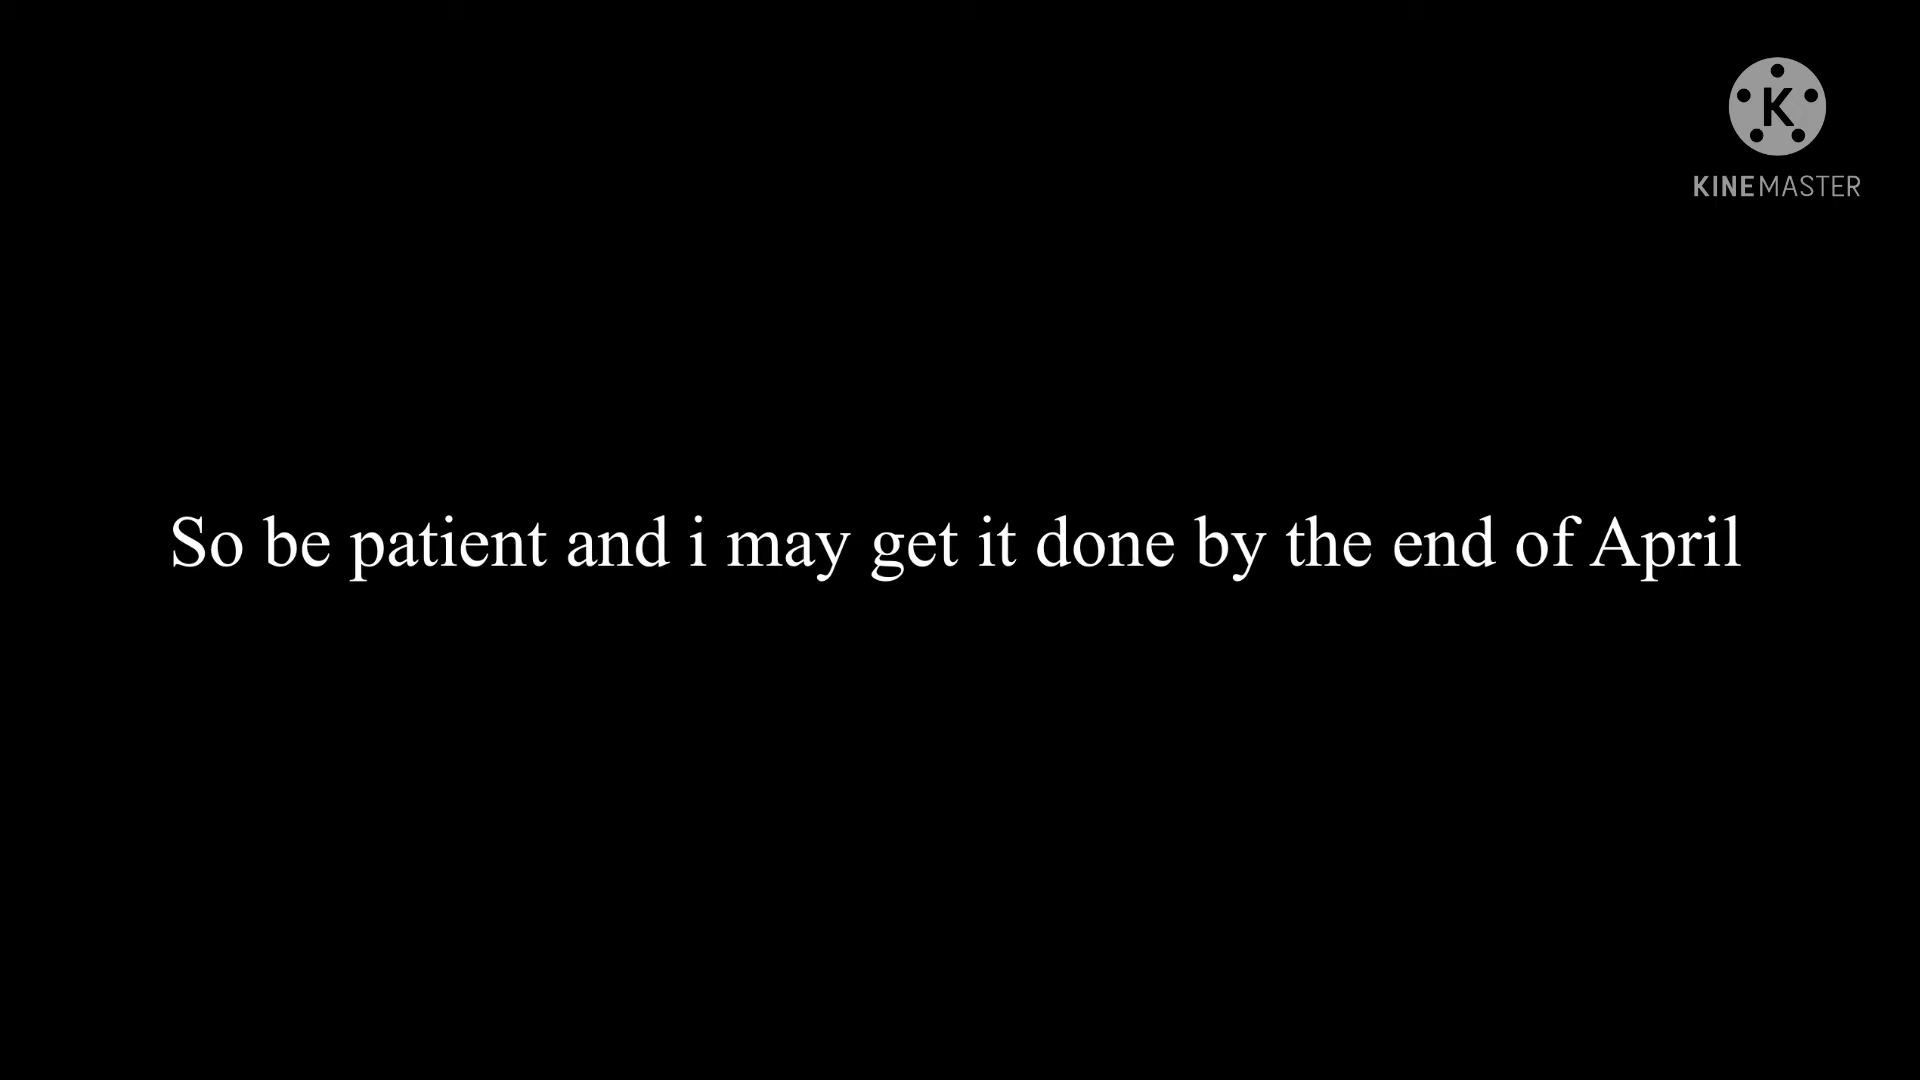 K
KINEMASTER
So be patient and i may get it done by the end of April